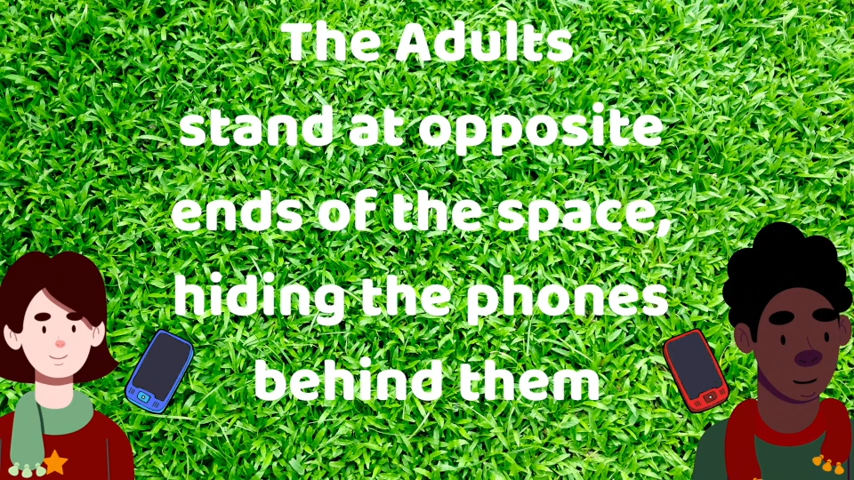 The Adults
stand at opposite
ends of the space,
hiding the phones
behind them